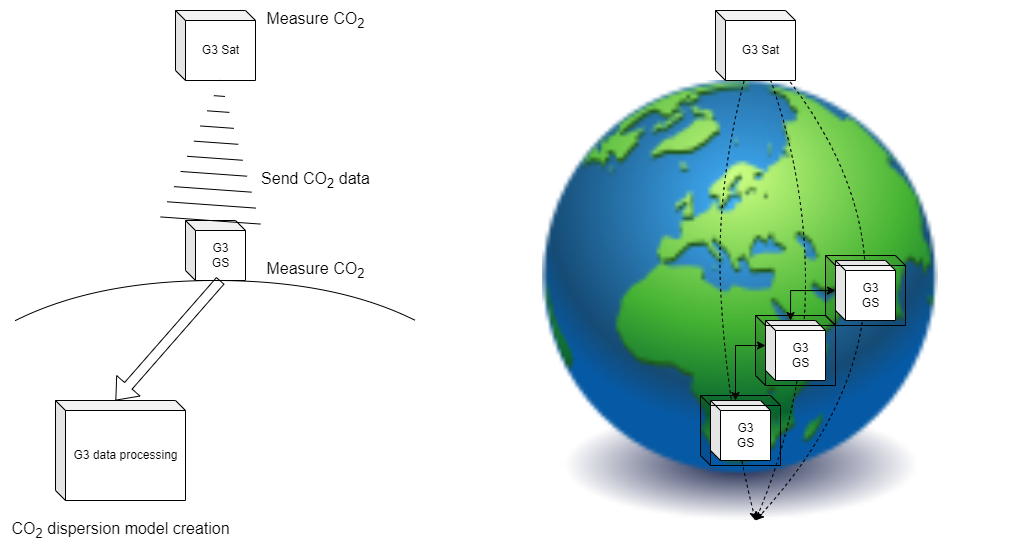 G3 Sat
Measure CO₂
Send CO₂ data
G3
GS
Measure CO₂
G3 data processing
CO₂ dispersion model creation
G3 Sat
G3
GS
G3
GS
G3
GS